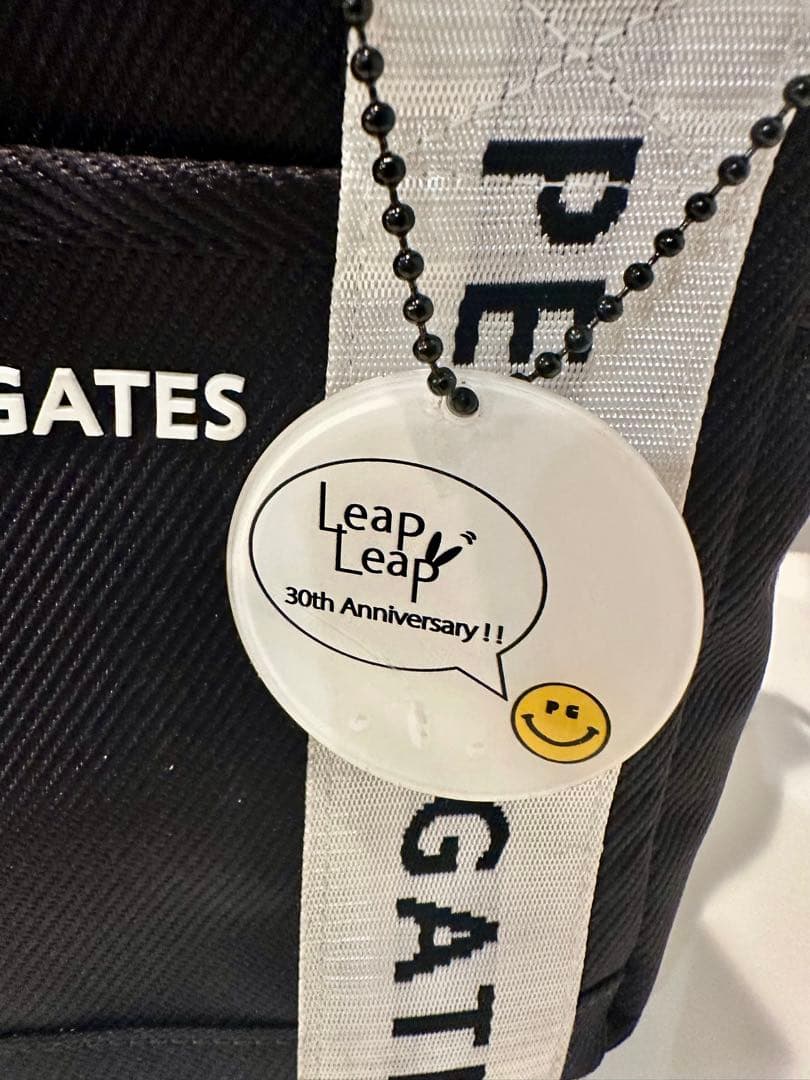 PE
GATES
Leap
Leap
30th Anniversary!!
PG
GAT